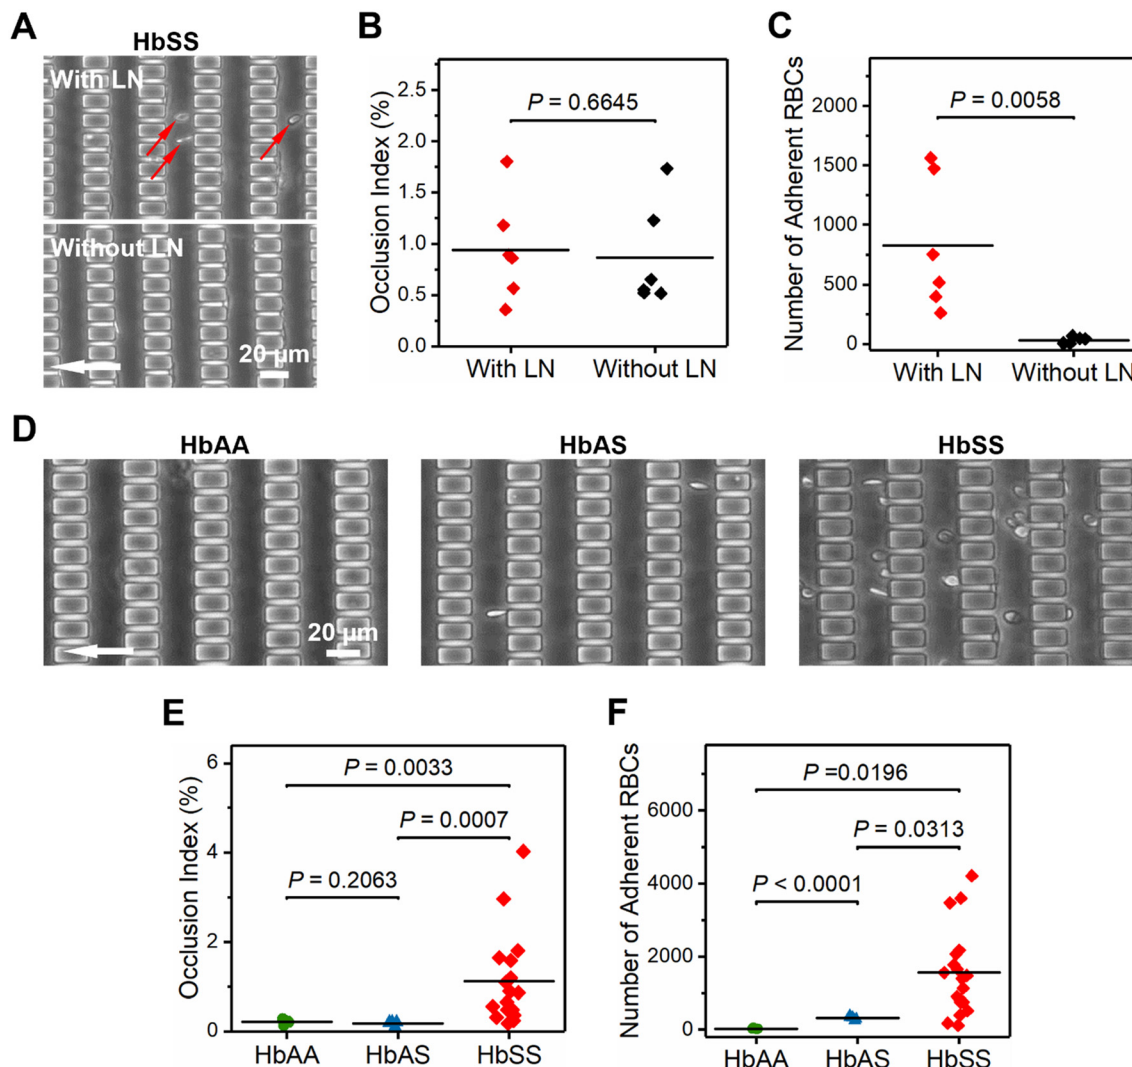 A
HbSS
With LN
Without LN
20 μm
B
Occlusion Index (%)
2.5
2.0
1.5
1.0
0.5
0.0
P = 0.6645
With LN
Without LN
C
Number of Adherent RBCs
2000
1500
1000
500
0
P = 0.0058
With LN
Without LN
D
HbAA
HbAS
HbSS
20 μm
E
Occlusion Index (%)
6
4
2
0
P = 0.0033
P = 0.0007
P = 0.2063
HbAA
HbAS
HbSS
F
Number of Adherent RBCs
6000
4000
2000
0
P =0.0196
P = 0.0313
P < 0.0001
HbAA
HbAS
HbSS